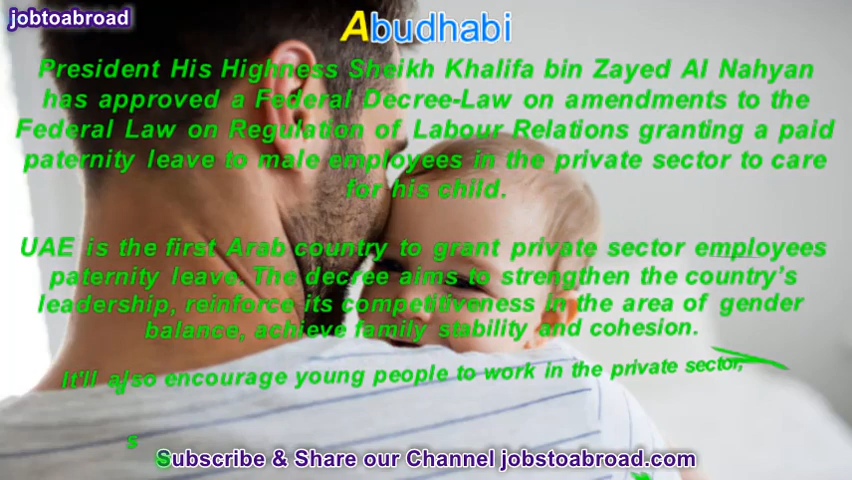 jobtoabroad
Abudhabi
President His Highness Sheikh Khalifa bin Zayed Al Nahyan
has approved a Federal Decree-Law on amendments to the
Federal Law on Regulation of Labour Relations granting a paid
paternity leave to male employees in the private sector to care
for his child.
UAE is the first Arab country to grant private sector employees
paternity leave. The decree aims to strengthen the country's
leadership, reinforce its competitiveness in the area of gender
balance, achieve family stability and cohesion.
It'll also encourage young people to work in the private sector,
s
Subscribe & Share our Channel jobstoabroad.com